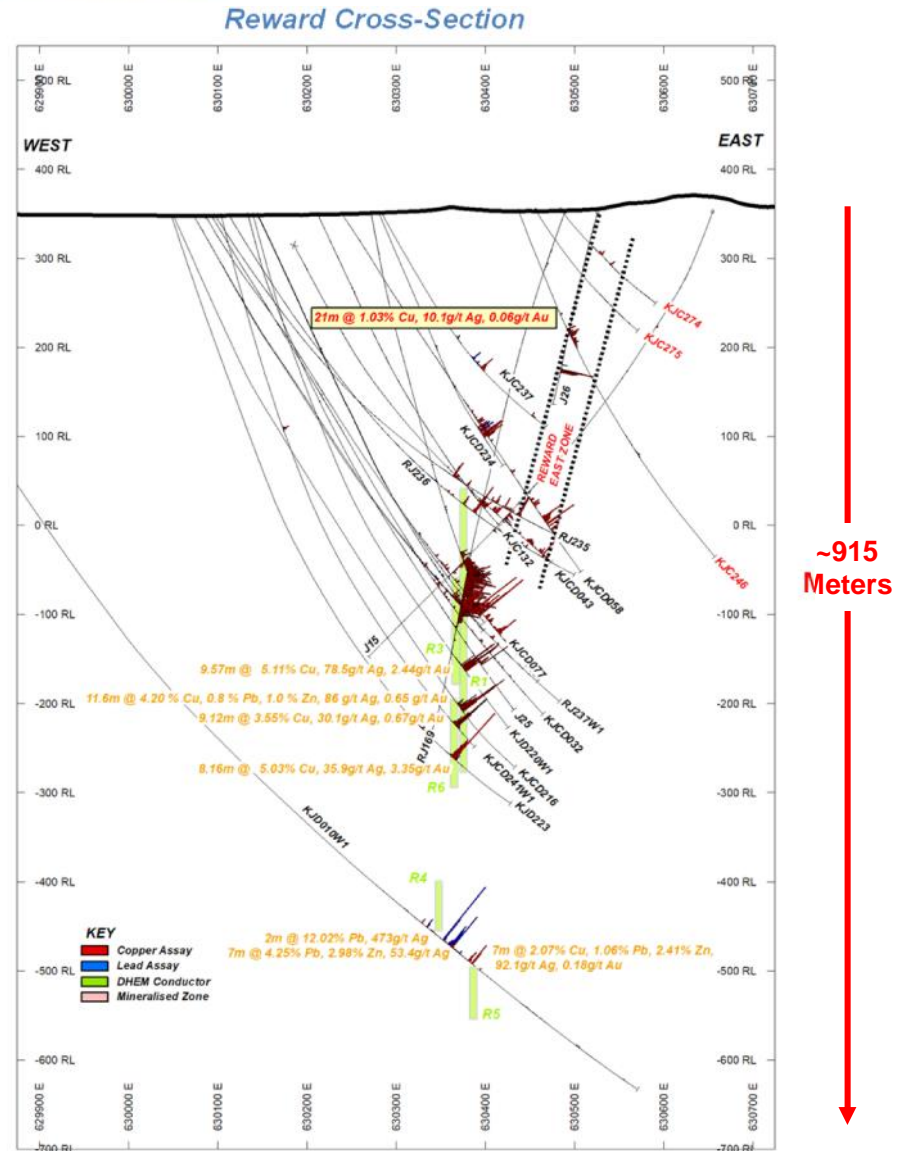 Reward Cross-Section
629900 E
630000 E
630100 E
630200 E
630300 E
630400 E
630500 E
630600 E
630700 E
500 RL
500 RL
WEST
EAST
400 RL
400 RL
300 RL
300 RL
KJC274
21m @ 1.03% Cu, 10.1g/t Ag, 0.06g/t Au
KJC275
200 RL
200 RL
KJC237
J26
100 RL
100 RL
KJCD234
REWARD
EAST ZONE
RJ236
0 RL
0 RL
RJ235
KJC132
KJC246
~915
Meters
KJCD043
KJCD058
-100 RL
-100 RL
J15
R3
KJCD077
9.57m @ 5.11% Cu, 78.5g/t Ag, 2.44g/t Au
R1
11.6m @ 4.20 % Cu, 0.8 % Pb, 1.0 % Zn, 86 g/t Ag, 0.65 g/t Au
RJ237W1
-200 RL
-200 RL
9.12m @ 3.55% Cu, 30.1g/t Ag, 0.67g/t Au
J25
KJCD032
KJD220W1
RJ169
8.16m @ 5.03% Cu, 35.9g/t Ag, 3.35g/t Au
KJCD241W1
KJCD216
R6
-300 RL
-300 RL
KJD223
KJD010W1
-400 RL
-400 RL
R4
KEY
Copper Assay
Lead Assay
DHEM Conductor
Mineralised Zone
2m @ 12.02% Pb, 473g/t Ag
7m @ 4.25% Pb, 2.98% Zn, 53.4g/t Ag
7m @ 2.07% Cu, 1.06% Pb, 2.41% Zn,
92.1g/t Ag, 0.18g/t Au
-500 RL
-500 RL
R5
-600 RL
-600 RL
629900 E
630000 E
630100 E
630200 E
630300 E
630400 E
630500 E
630600 E
630700 E
-700 RL
-700 RL